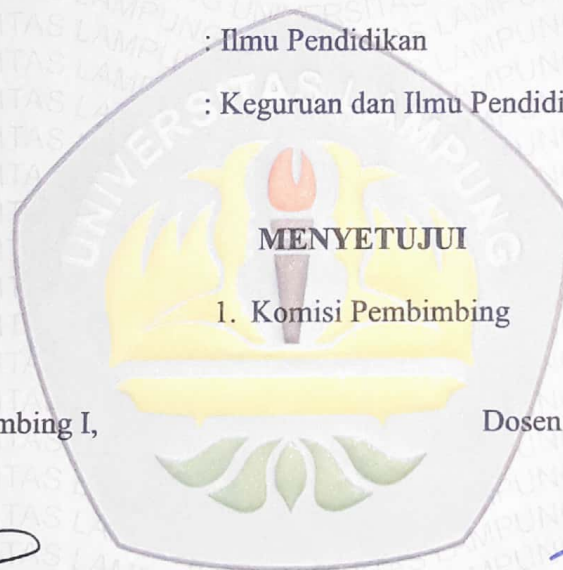 : Ilmu Pendidikan
: Keguruan dan Ilmu Pendidi
UNIVERSITAS LAMPUNG
MENYETUJUI
1. Komisi Pembimbing
mbing I,
Dosen